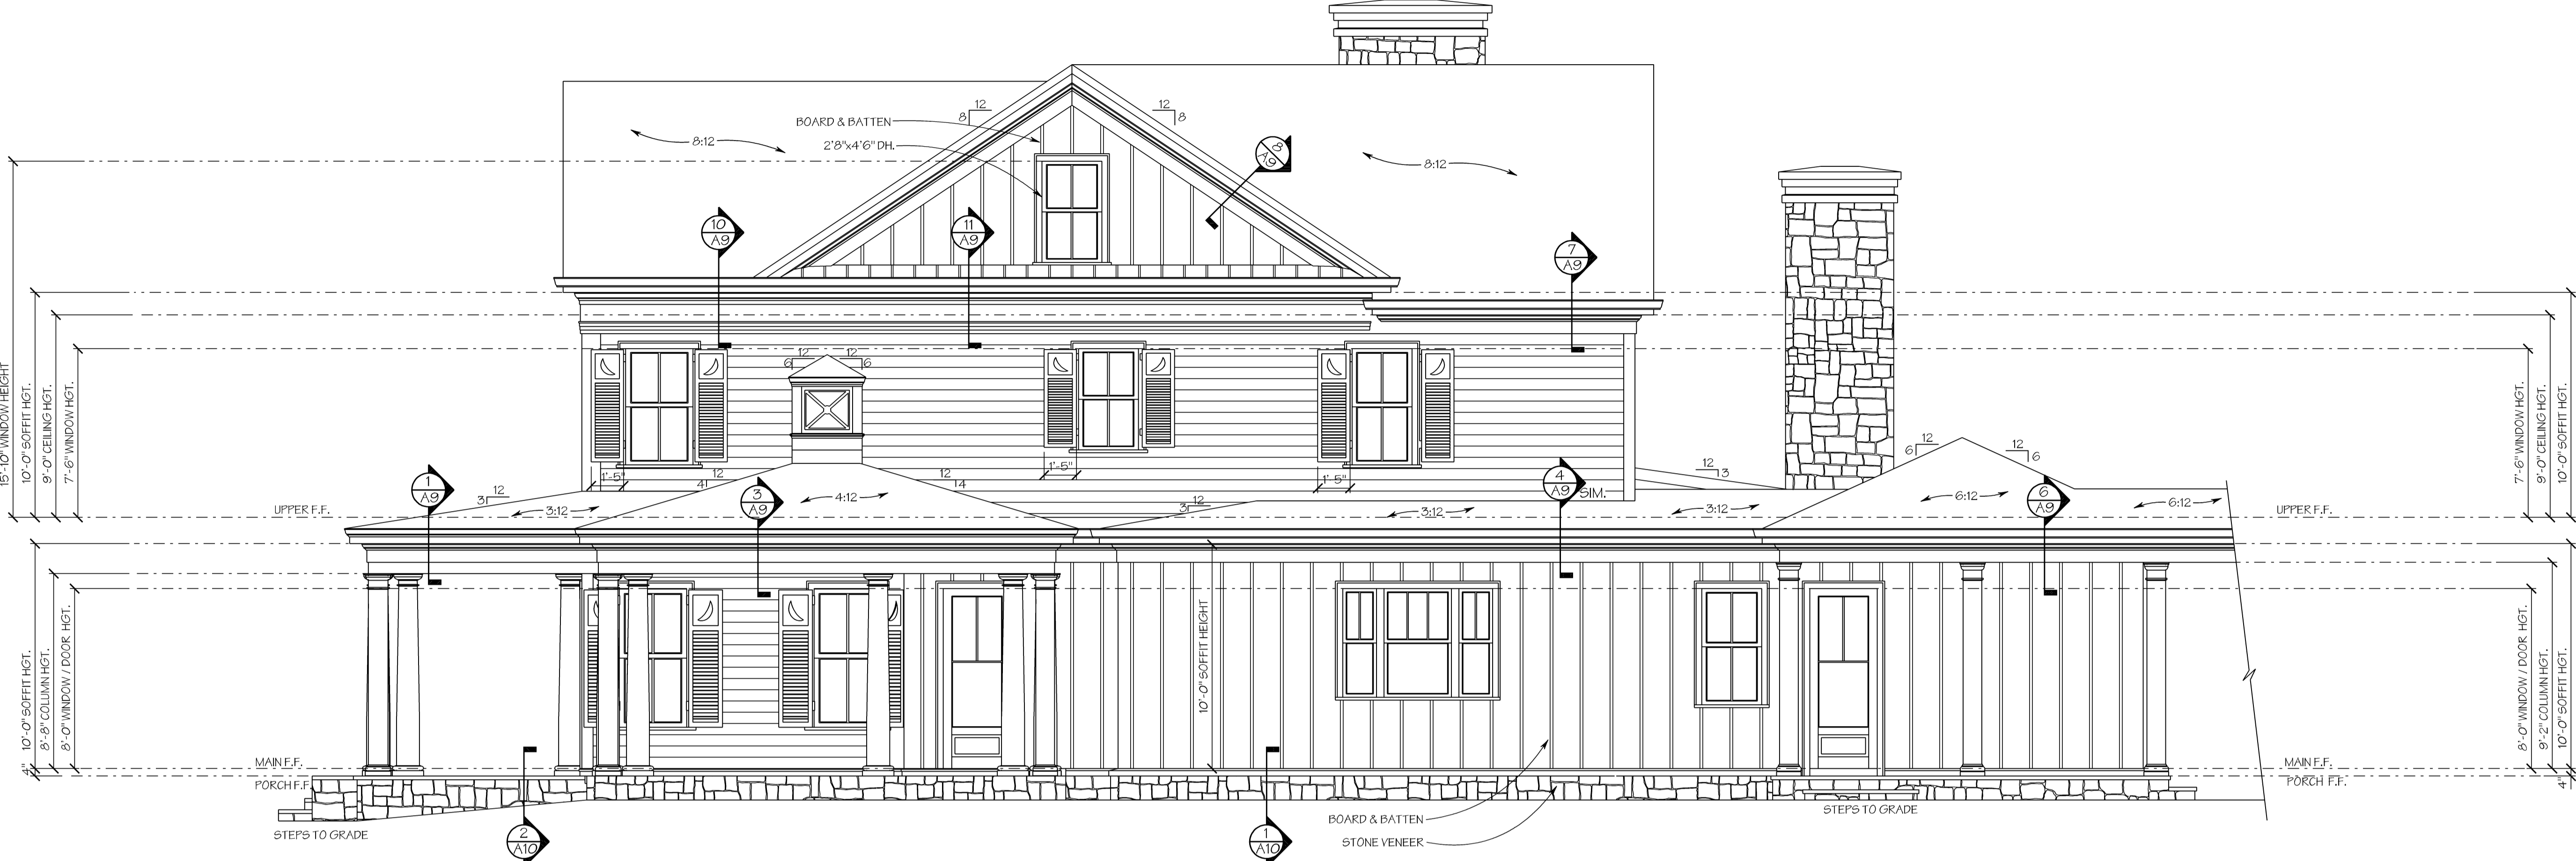 12
8
12
8
BOARD & BATTEN
2'8"x4'6" DH.
8:12
8:12
8
A9
10
A9
11
A9
7
A9
15'-10" WINDOW HEIGHT
10'-0" SOFFIT HGT.
9'-0" CEILING HGT.
7'-6" WINDOW HGT.
7'-6" WINDOW HGT.
9'-0" CEILING HGT.
10'-0" SOFFIT HGT.
12
6
12
6
12
6
12
6
1'-5"
1'-5"
1'-5"
12
4
12
4
12
3
12
3
12
3
1
A9
3
A9
4
A9
SIM.
6
A9
UPPER F.F.
3:12
4:12
3:12
3:12
6:12
6:12
UPPER F.F.
10'-0" SOFFIT HGT.
8'-8" COLUMN HGT.
8'-0" WINDOW / DOOR HGT.
10'-0" SOFFIT HEIGHT
8'-0" WINDOW / DOOR HGT.
9'-2" COLUMN HGT.
10'-0" SOFFIT HGT.
4"
4"
MAIN F.F.
PORCH F.F.
MAIN F.F.
PORCH F.F.
STEPS TO GRADE
STEPS TO GRADE
2
A10
1
A10
BOARD & BATTEN
STONE VENEER